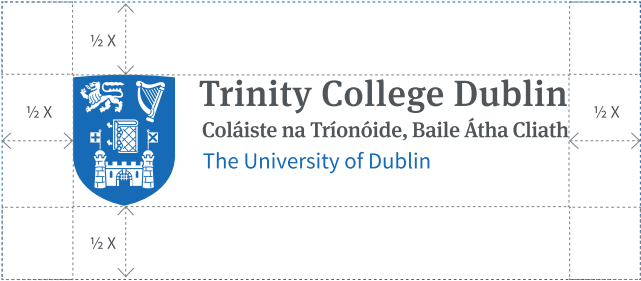 ½ X
Trinity College Dublin
½ X
½ X
Coláiste na Tríonóide, Baile Átha Cliath
The University of Dublin
½ X